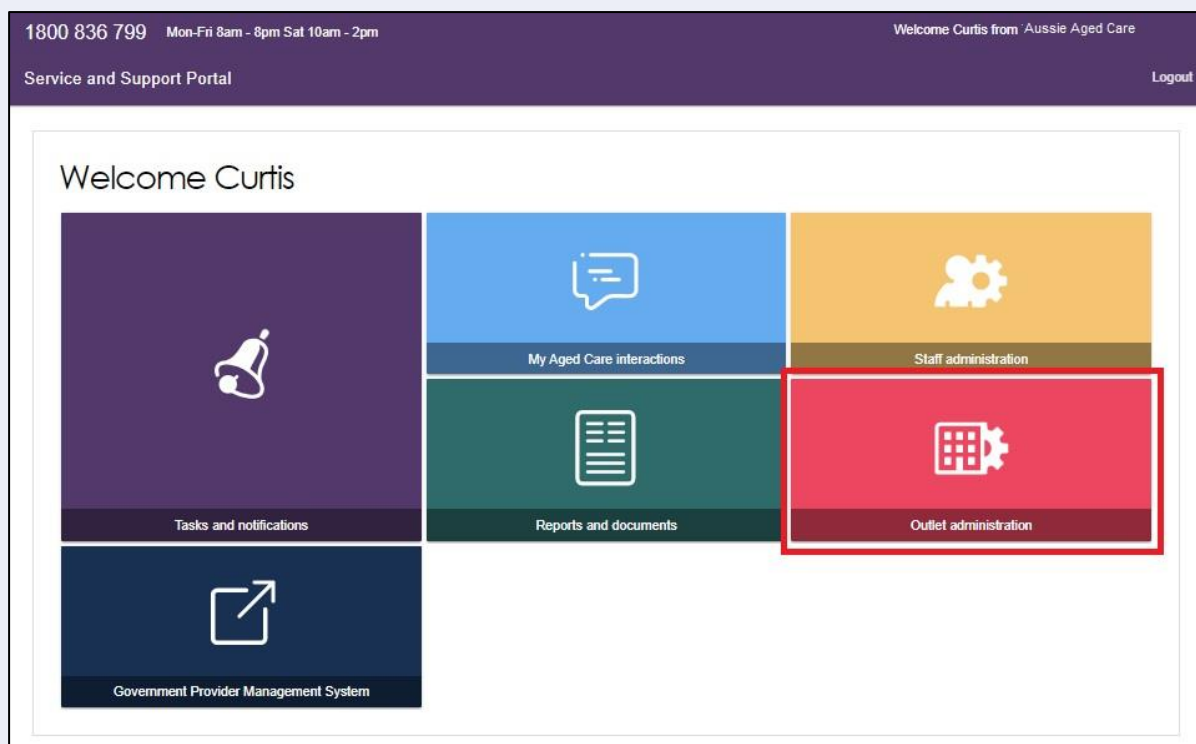 1800 836 799 Mon-Fri 8am - 8pm Sat 10am - 2pm
Welcome Curtis from 'Aussie Aged Care
Service and Support Portal
Logout
Welcome Curtis
My Aged Care interactions
Staff administration
Tasks and notifications
Reports and documents
Outlet administration
Government Provider Management System